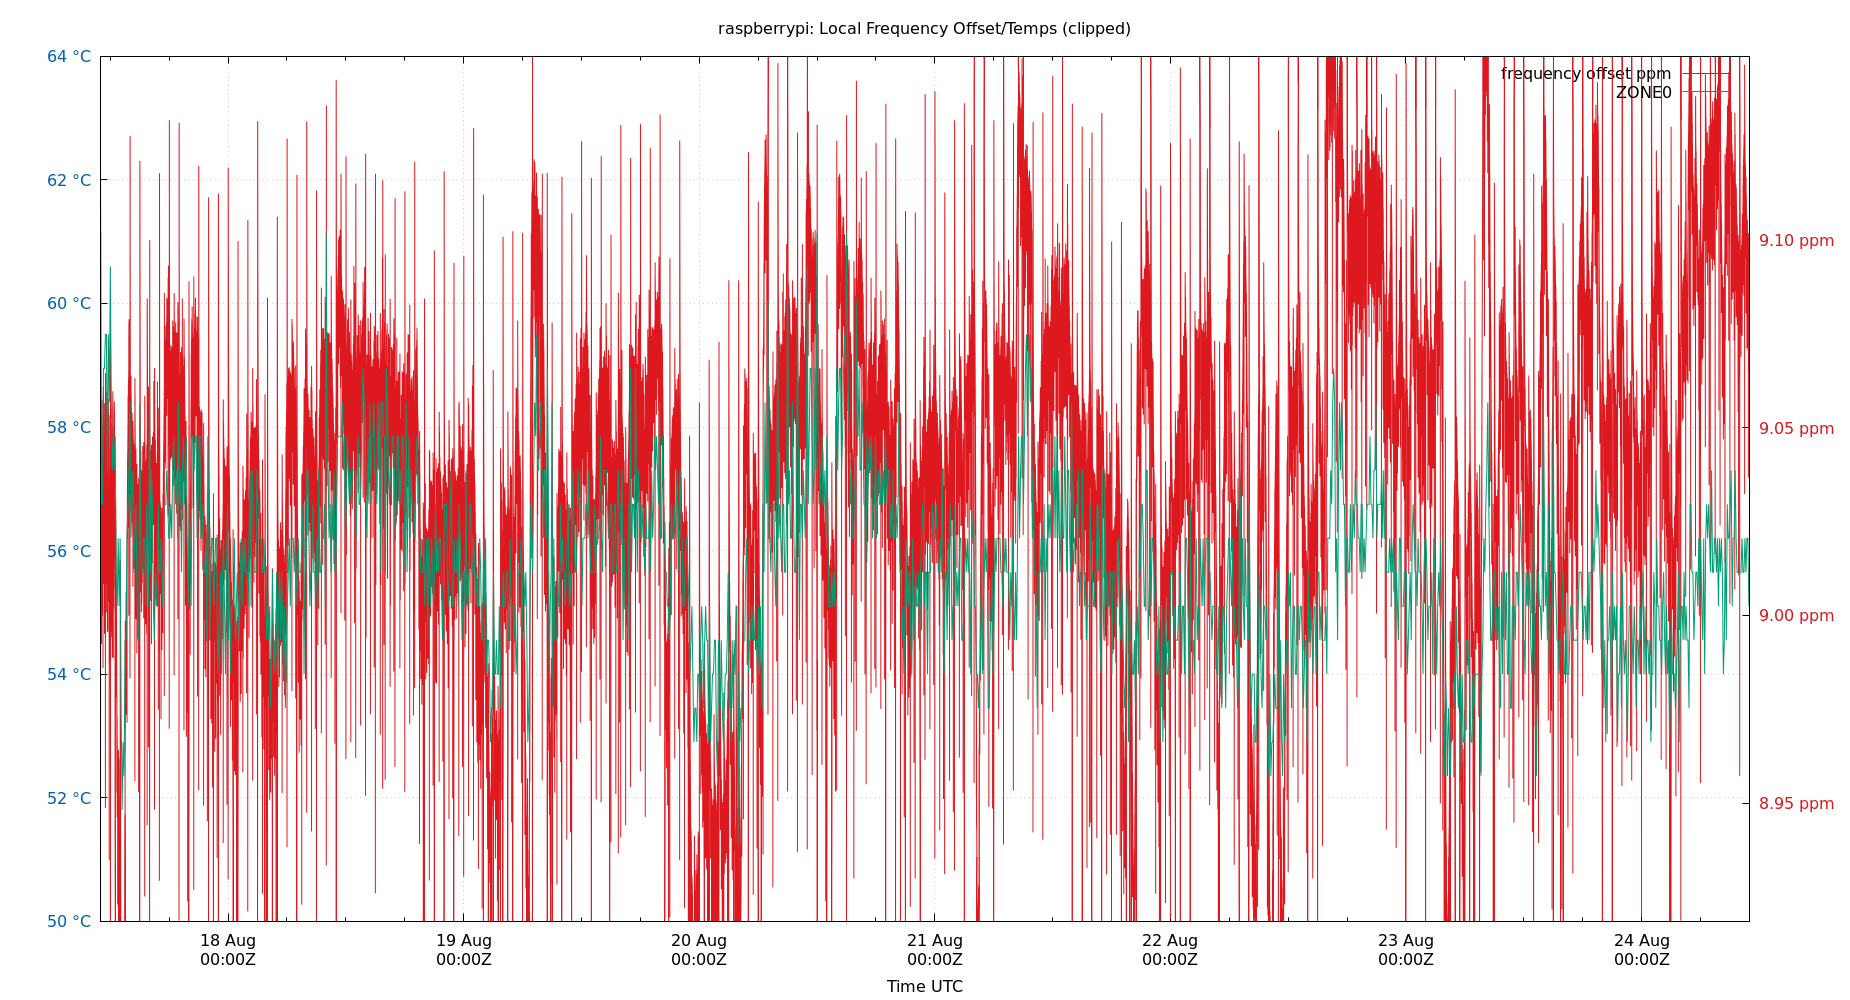 raspberrypi: Local Frequency Offset/Temps (clipped)
64 °C
frequency offset ppm
ZONE0
62 °C
9.10 ppm
60 °C
58 °C
9.05 ppm
56 °C
9.00 ppm
54 °C
52 °C
8.95 ppm
50 °C
18 Aug 19 Aug 20 Aug 21 Aug 22 Aug 23 Aug 24 Aug
00:00Z 00:00Z 00:00Z 00:00Z 00:00Z 00:00Z 00:00Z
Time UTC